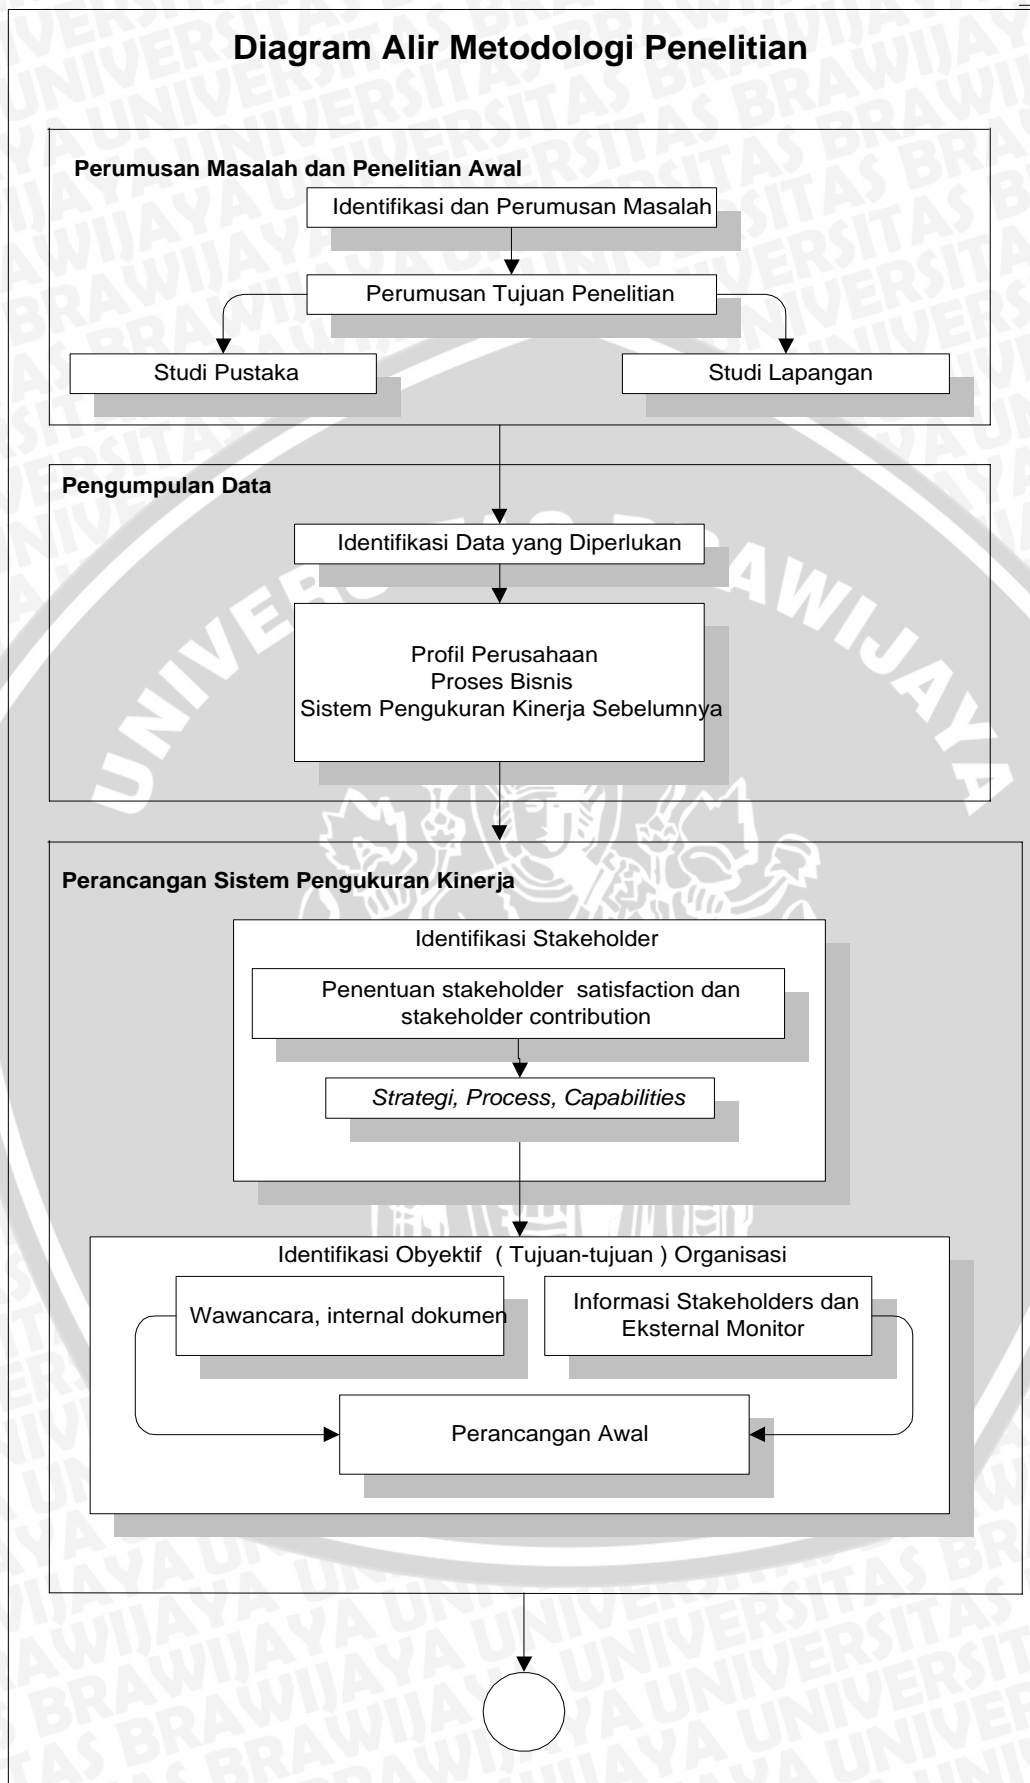 Diagram Alir Metodologi Penelitian
Perumusan Masalah dan Penelitian Awal
Identifikasi dan Perumusan Masalah
Perumusan Tujuan Penelitian
Studi Pustaka
Studi Lapangan
Pengumpulan Data
Identifikasi Data yang Diperlukan
Profil Perusahaan
Proses Bisnis
Sistem Pengukuran Kinerja Sebelumnya
Perancangan Sistem Pengukuran Kinerja
Identifikasi Stakeholder
Penentuan stakeholder  satisfaction dan
stakeholder contribution
Strategi, Process, Capabilities
Identifikasi Obyektif  ( Tujuan-tujuan ) Organisasi
Wawancara, internal dokumen
Informasi Stakeholders dan
Eksternal Monitor
Perancangan Awal
UNIVERSITAS BRAWIJAYA